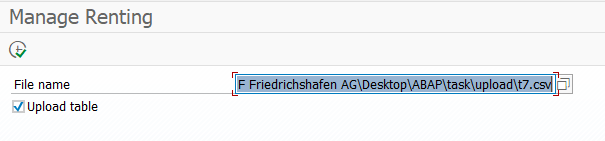 Manage Renting
File name F Friedrichshafen AG\Desktop\ABAP\task\upload\t7.csv
Upload table